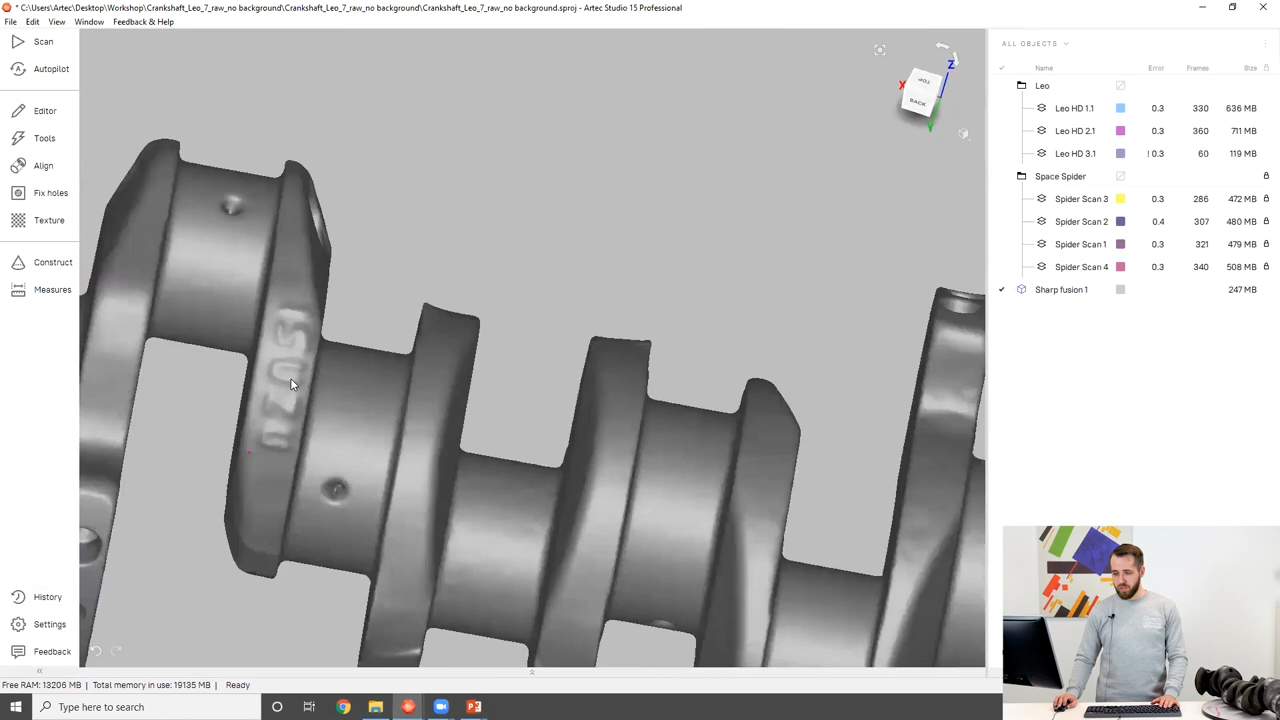 * C:\Users\Artec\Desktop\Workshop\Crankshaft_Leo_7_raw_no background\Crankshaft_Leo_7_raw_no background\Crankshaft_Leo_7_raw_no background.sproj - Artec Studio 15 Professional
File Edit View Window Feedback & Help
Scan
Autopilot
Editor
Tools
Align
Fix holes
Texture
Construct
Measures
History
Settings
Feedback
ISUZU
X
Z
Y
TOP
BACK
ALL OBJECTS
Name Error Frames Size
Leo
Leo HD 1.1 0.3 330 636 MB
Leo HD 2.1 0.3 360 711 MB
Leo HD 3.1 ! 0.3 60 119 MB
Space Spider
Spider Scan 3 0.3 286 472 MB
Spider Scan 2 0.4 307 480 MB
Spider Scan 1 0.3 321 479 MB
Spider Scan 4 0.3 340 508 MB
Sharp fusion 1 247 MB
Free RAM: 13206 MB | Total memory in use: 19135 MB | Ready
Type here to search